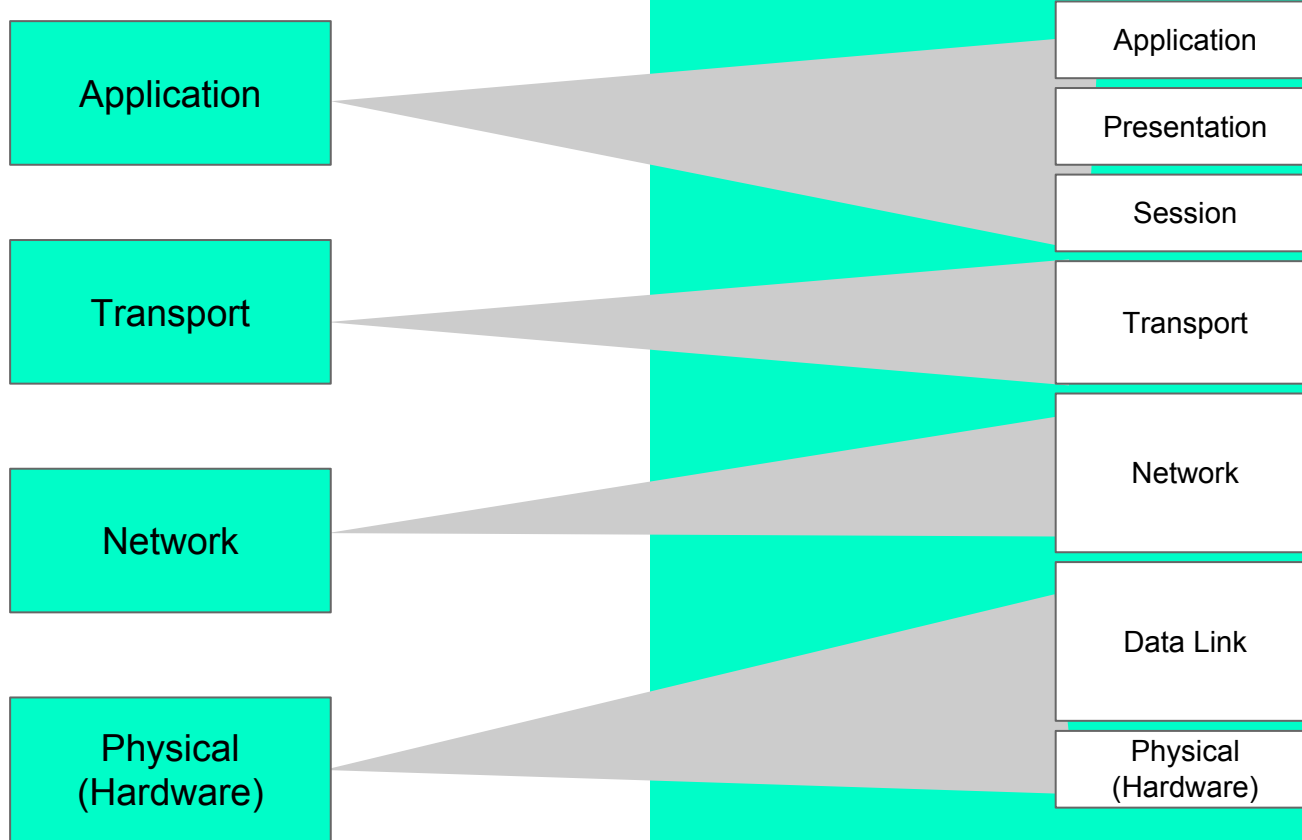 Application
Transport
Network
Physical
(Hardware)
Application
Presentation
Session
Transport
Network
Data Link
Physical
(Hardware)